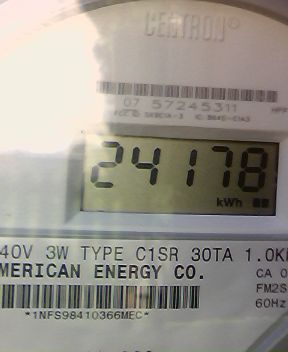 CENTRON®
07 57245311
24178
kWh
40V 3W TYPE C1SR 30TA 1.0K
MERICAN ENERGY CO.
CA 0
FM2S
60Hz
*1NFS98410366MEC*